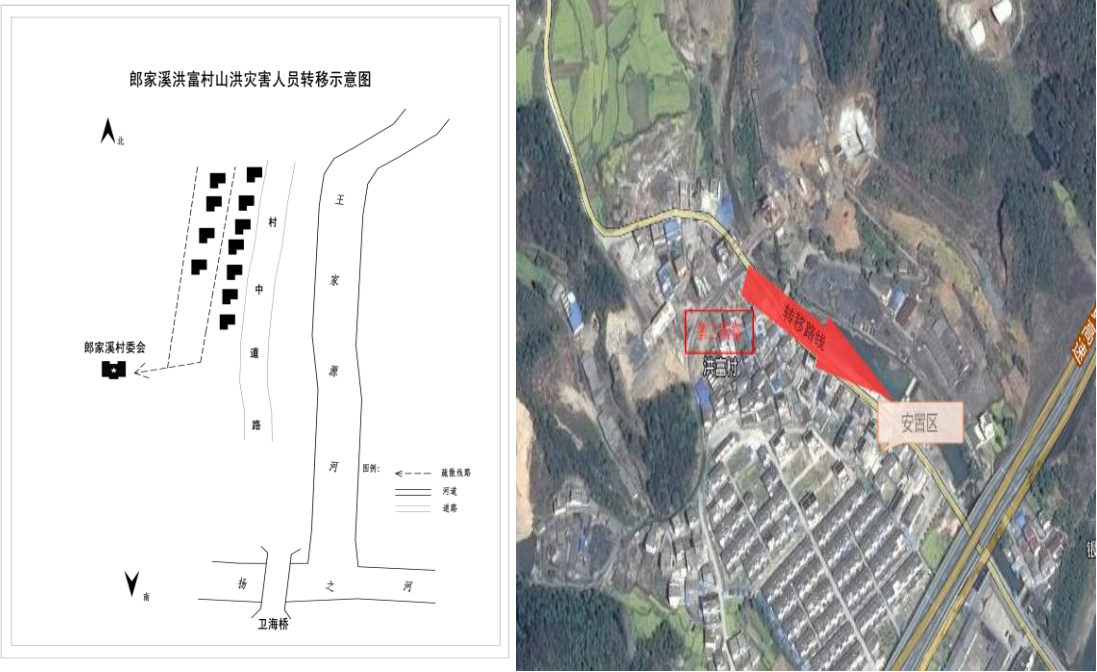 郎家溪洪富村山洪灾害人员转移示意图
北
王
家
源
河
村
中
道
路
郎家溪村委会
图例：
疏散线路
河道
道路
扬之河
卫海桥
南
转移路线
洪富村
安置区